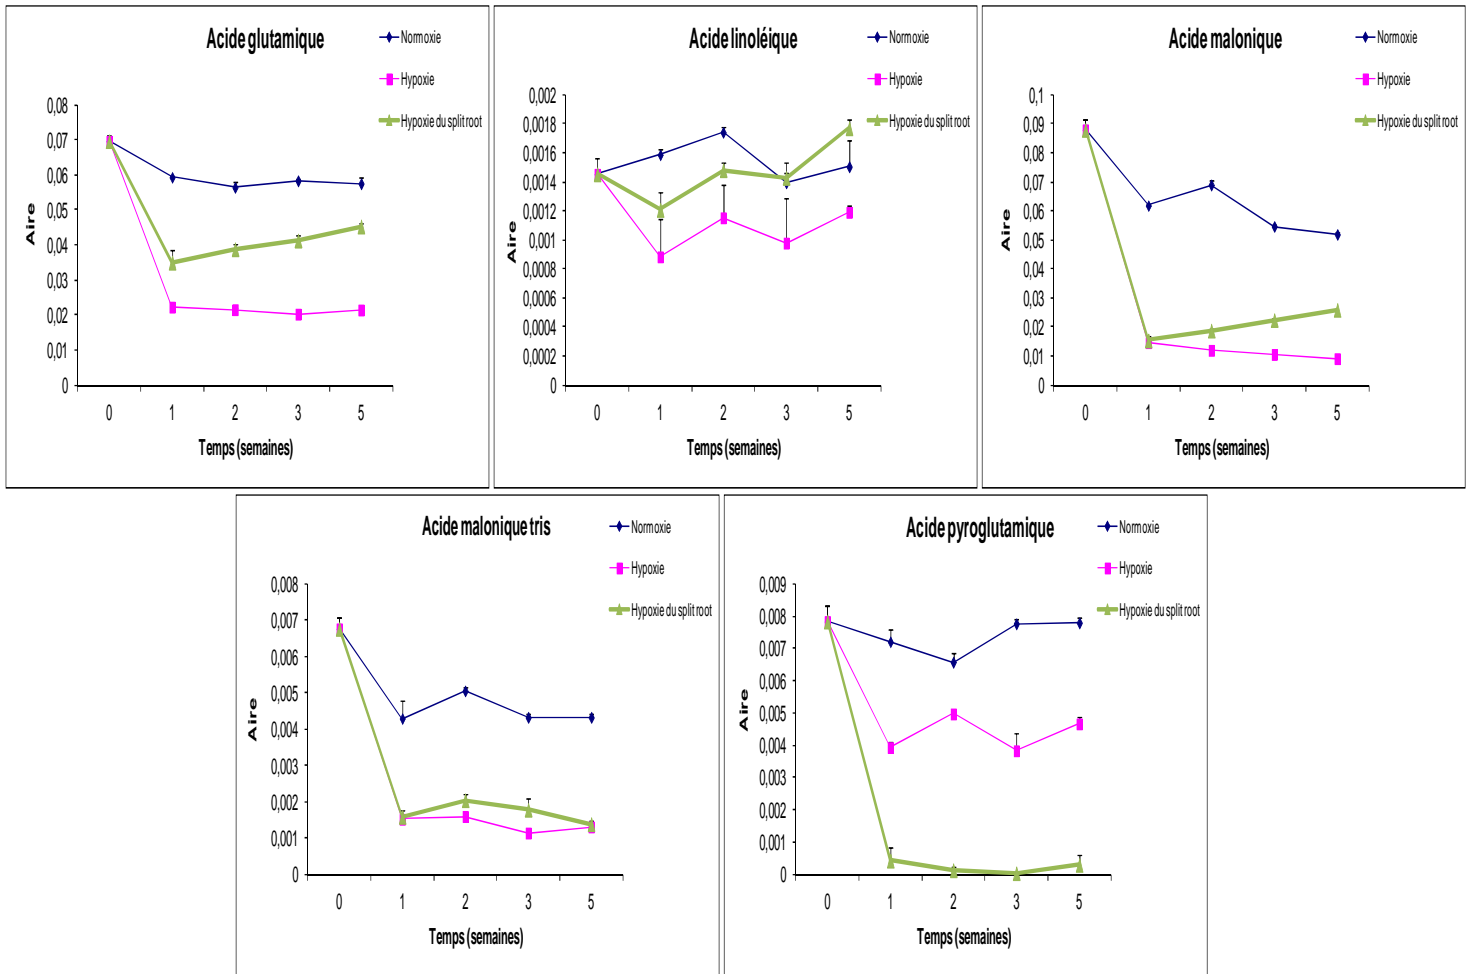 Acide glutamique
Normoxie
Hypoxie
Hypoxie du split root
0,08
0,07
0,06
0,05
0,04
0,03
0,02
0,01
0
Aire
0 1 2 3 5
Temps (semaines)
Acide linoléique
Normoxie
Hypoxie
Hypoxie du split root
0,002
0,0018
0,0016
0,0014
0,0012
0,001
0,0008
0,0006
0,0004
0,0002
0
Aire
0 1 2 3 5
Temps (semaines)
Acide malonique
Normoxie
Hypoxie
Hypoxie du split root
0,1
0,09
0,08
0,07
0,06
0,05
0,04
0,03
0,02
0,01
0
Aire
0 1 2 3 5
Temps (semaines)
Acide malonique tris
Normoxie
Hypoxie
Hypoxie du split root
0,008
0,007
0,006
0,005
0,004
0,003
0,002
0,001
0
Aire
0 1 2 3 5
Temps (semaines)
Acide pyroglutamique
Normoxie
Hypoxie
Hypoxie du split root
0,009
0,008
0,007
0,006
0,005
0,004
0,003
0,002
0,001
0
Aire
0 1 2 3 5
Temps (semaines)